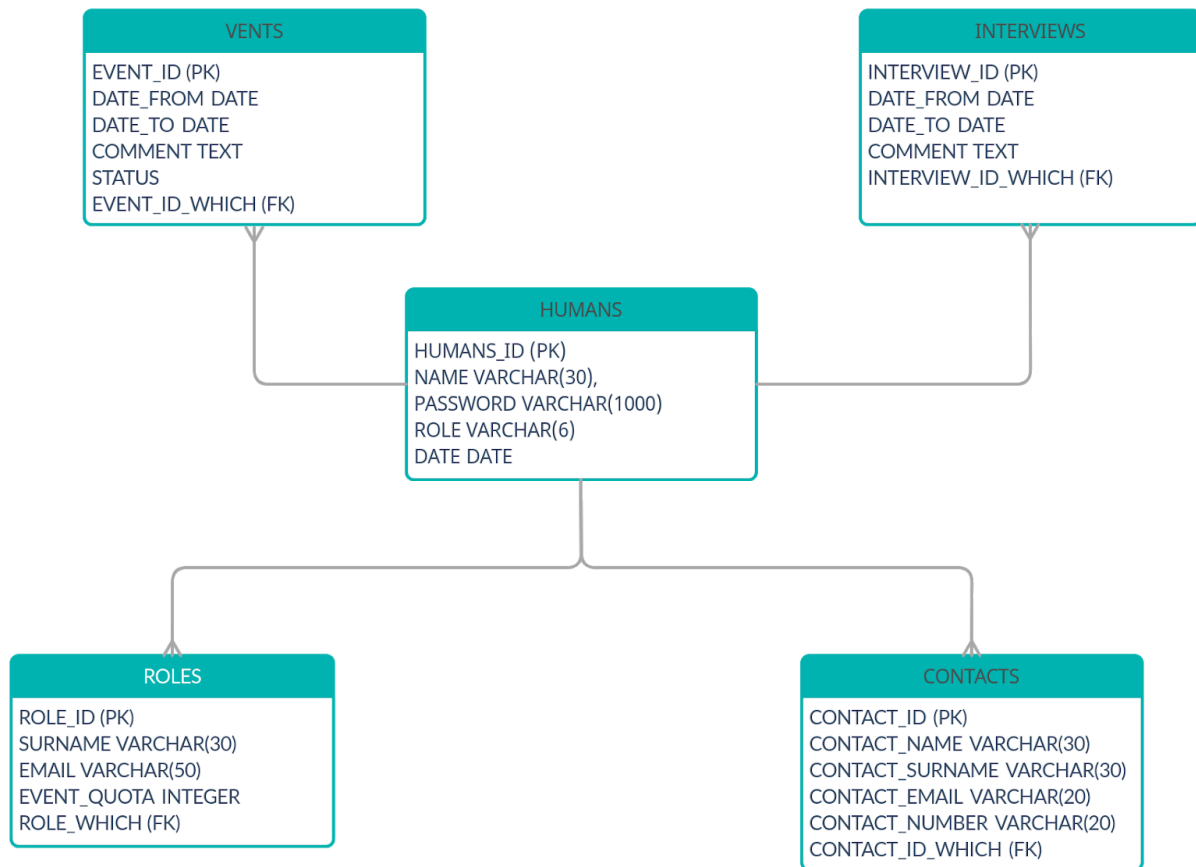 VENTS
EVENT_ID (PK)
DATE_FROM DATE
DATE_TO DATE
COMMENT TEXT
STATUS
EVENT_ID_WHICH (FK)
INTERVIEWS
INTERVIEW_ID (PK)
DATE_FROM DATE
DATE_TO DATE
COMMENT TEXT
INTERVIEW_ID_WHICH (FK)
HUMANS
HUMANS_ID (PK)
NAME VARCHAR(30),
PASSWORD VARCHAR(1000)
ROLE VARCHAR(6)
DATE DATE
ROLES
ROLE_ID (PK)
SURNAME VARCHAR(30)
EMAIL VARCHAR(50)
EVENT_QUOTA INTEGER
ROLE_WHICH (FK)
CONTACTS
CONTACT_ID (PK)
CONTACT_NAME VARCHAR(30)
CONTACT_SURNAME VARCHAR(30)
CONTACT_EMAIL VARCHAR(20)
CONTACT_NUMBER VARCHAR(20)
CONTACT_ID_WHICH (FK)